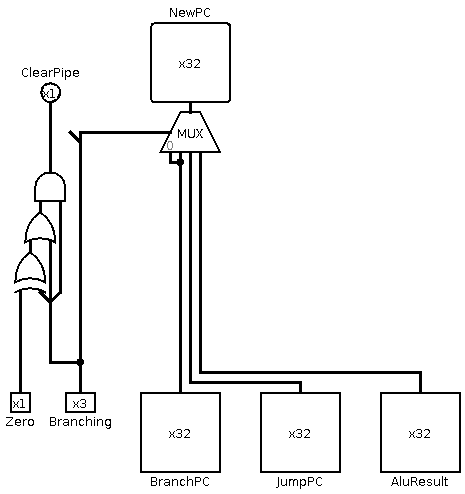 NewPC
x32
ClearPipe
x1
MUX
0
x1
x3
Zero
Branching
x32
x32
x32
BranchPC
JumpPC
AluResult